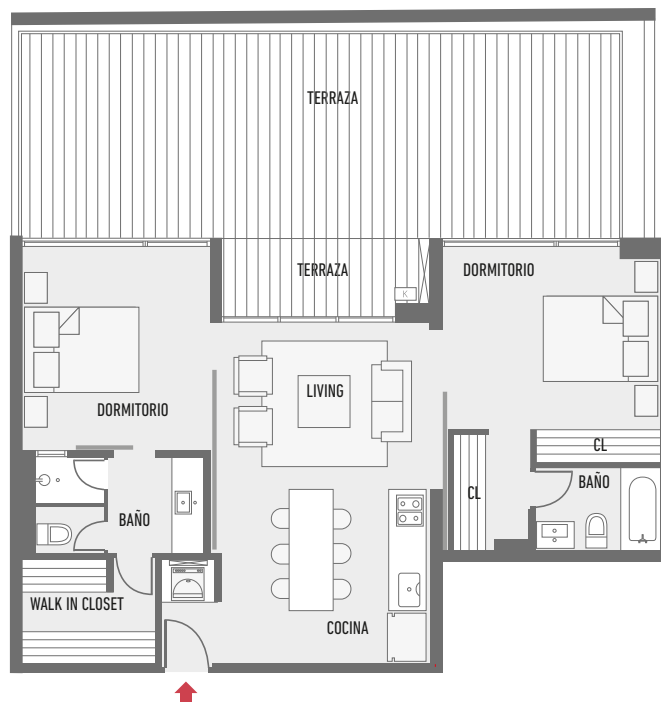 TERRAZA
TERRAZA
DORMITORIO
K
LIVING
DORMITORIO
CL
CL
BAÑO
BAÑO
WALK IN CLOSET
COCINA